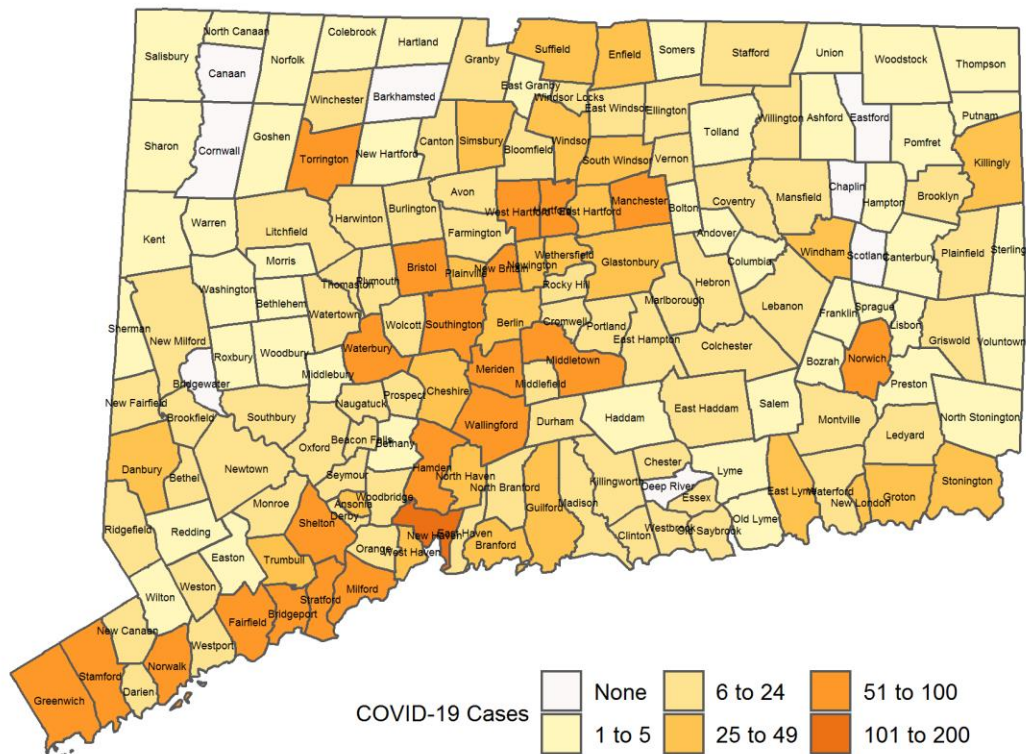 Colebrook
North Canaan
Hartland
Salisbury
Norfolk
Canaan
Granby
Suffield
Enfield
Somers
Stafford
Union
Woodstock
Thompson
Winchester
Barkhamsted
East Granby
Windsor Locks
East Windsor
Ellington
Willington
Ashford
Eastford
Putnam
Pomfret
Sharon
Cornwall
Goshen
Torrington
New Hartford
Canton
Simsbury
Bloomfield
Windsor
South Windsor
Vernon
Tolland
Killingly
Kent
Warren
Litchfield
Harwinton
Burlington
Avon
West Hartford
Hartford
East Hartford
Manchester
Bolton
Coventry
Mansfield
Chaplin
Hampton
Brooklyn
Morris
Farmington
Andover
Washington
Bethlehem
Thomaston
Plymouth
Bristol
Plainville
New Britain
Newington
Wethersfield
Glastonbury
Hebron
Columbia
Windham
Scotland
Canterbury
Plainfield
Sterling
Rocky Hill
Marlborough
Watertown
Sherman
New Milford
Roxbury
Woodbury
Wolcott
Southington
Berlin
Cromwell
Portland
East Hampton
Colchester
Lebanon
Franklin
Sprague
Lisbon
Griswold
Voluntown
Bridgewater
Middlebury
Waterbury
Meriden
Middletown
Bozrah
Norwich
Preston
New Fairfield
Brookfield
Southbury
Naugatuck
Prospect
Cheshire
Middlefield
Durham
Haddam
East Haddam
Salem
Montville
Ledyard
North Stonington
Wallingford
Danbury
Bethel
Newtown
Oxford
Beacon Falls
Bethany
Hamden
North Haven
North Branford
Killingworth
Chester
Deep River
Essex
Lyme
East Lyme
Waterford
New London
Groton
Stonington
Seymour
Woodbridge
Ansonia
Derby
Guilford
Madison
Ridgefield
Redding
Monroe
Shelton
New Haven
East Haven
Orange
West Haven
Branford
Clinton
Westbrook
Old Saybrook
Old Lyme
Easton
Trumbull
Wilton
Weston
Stratford
Milford
Fairfield
Bridgeport
New Canaan
Westport
Norwalk
Darien
Stamford
Greenwich
COVID-19 Cases
None
6 to 24
51 to 100
1 to 5
25 to 49
101 to 200